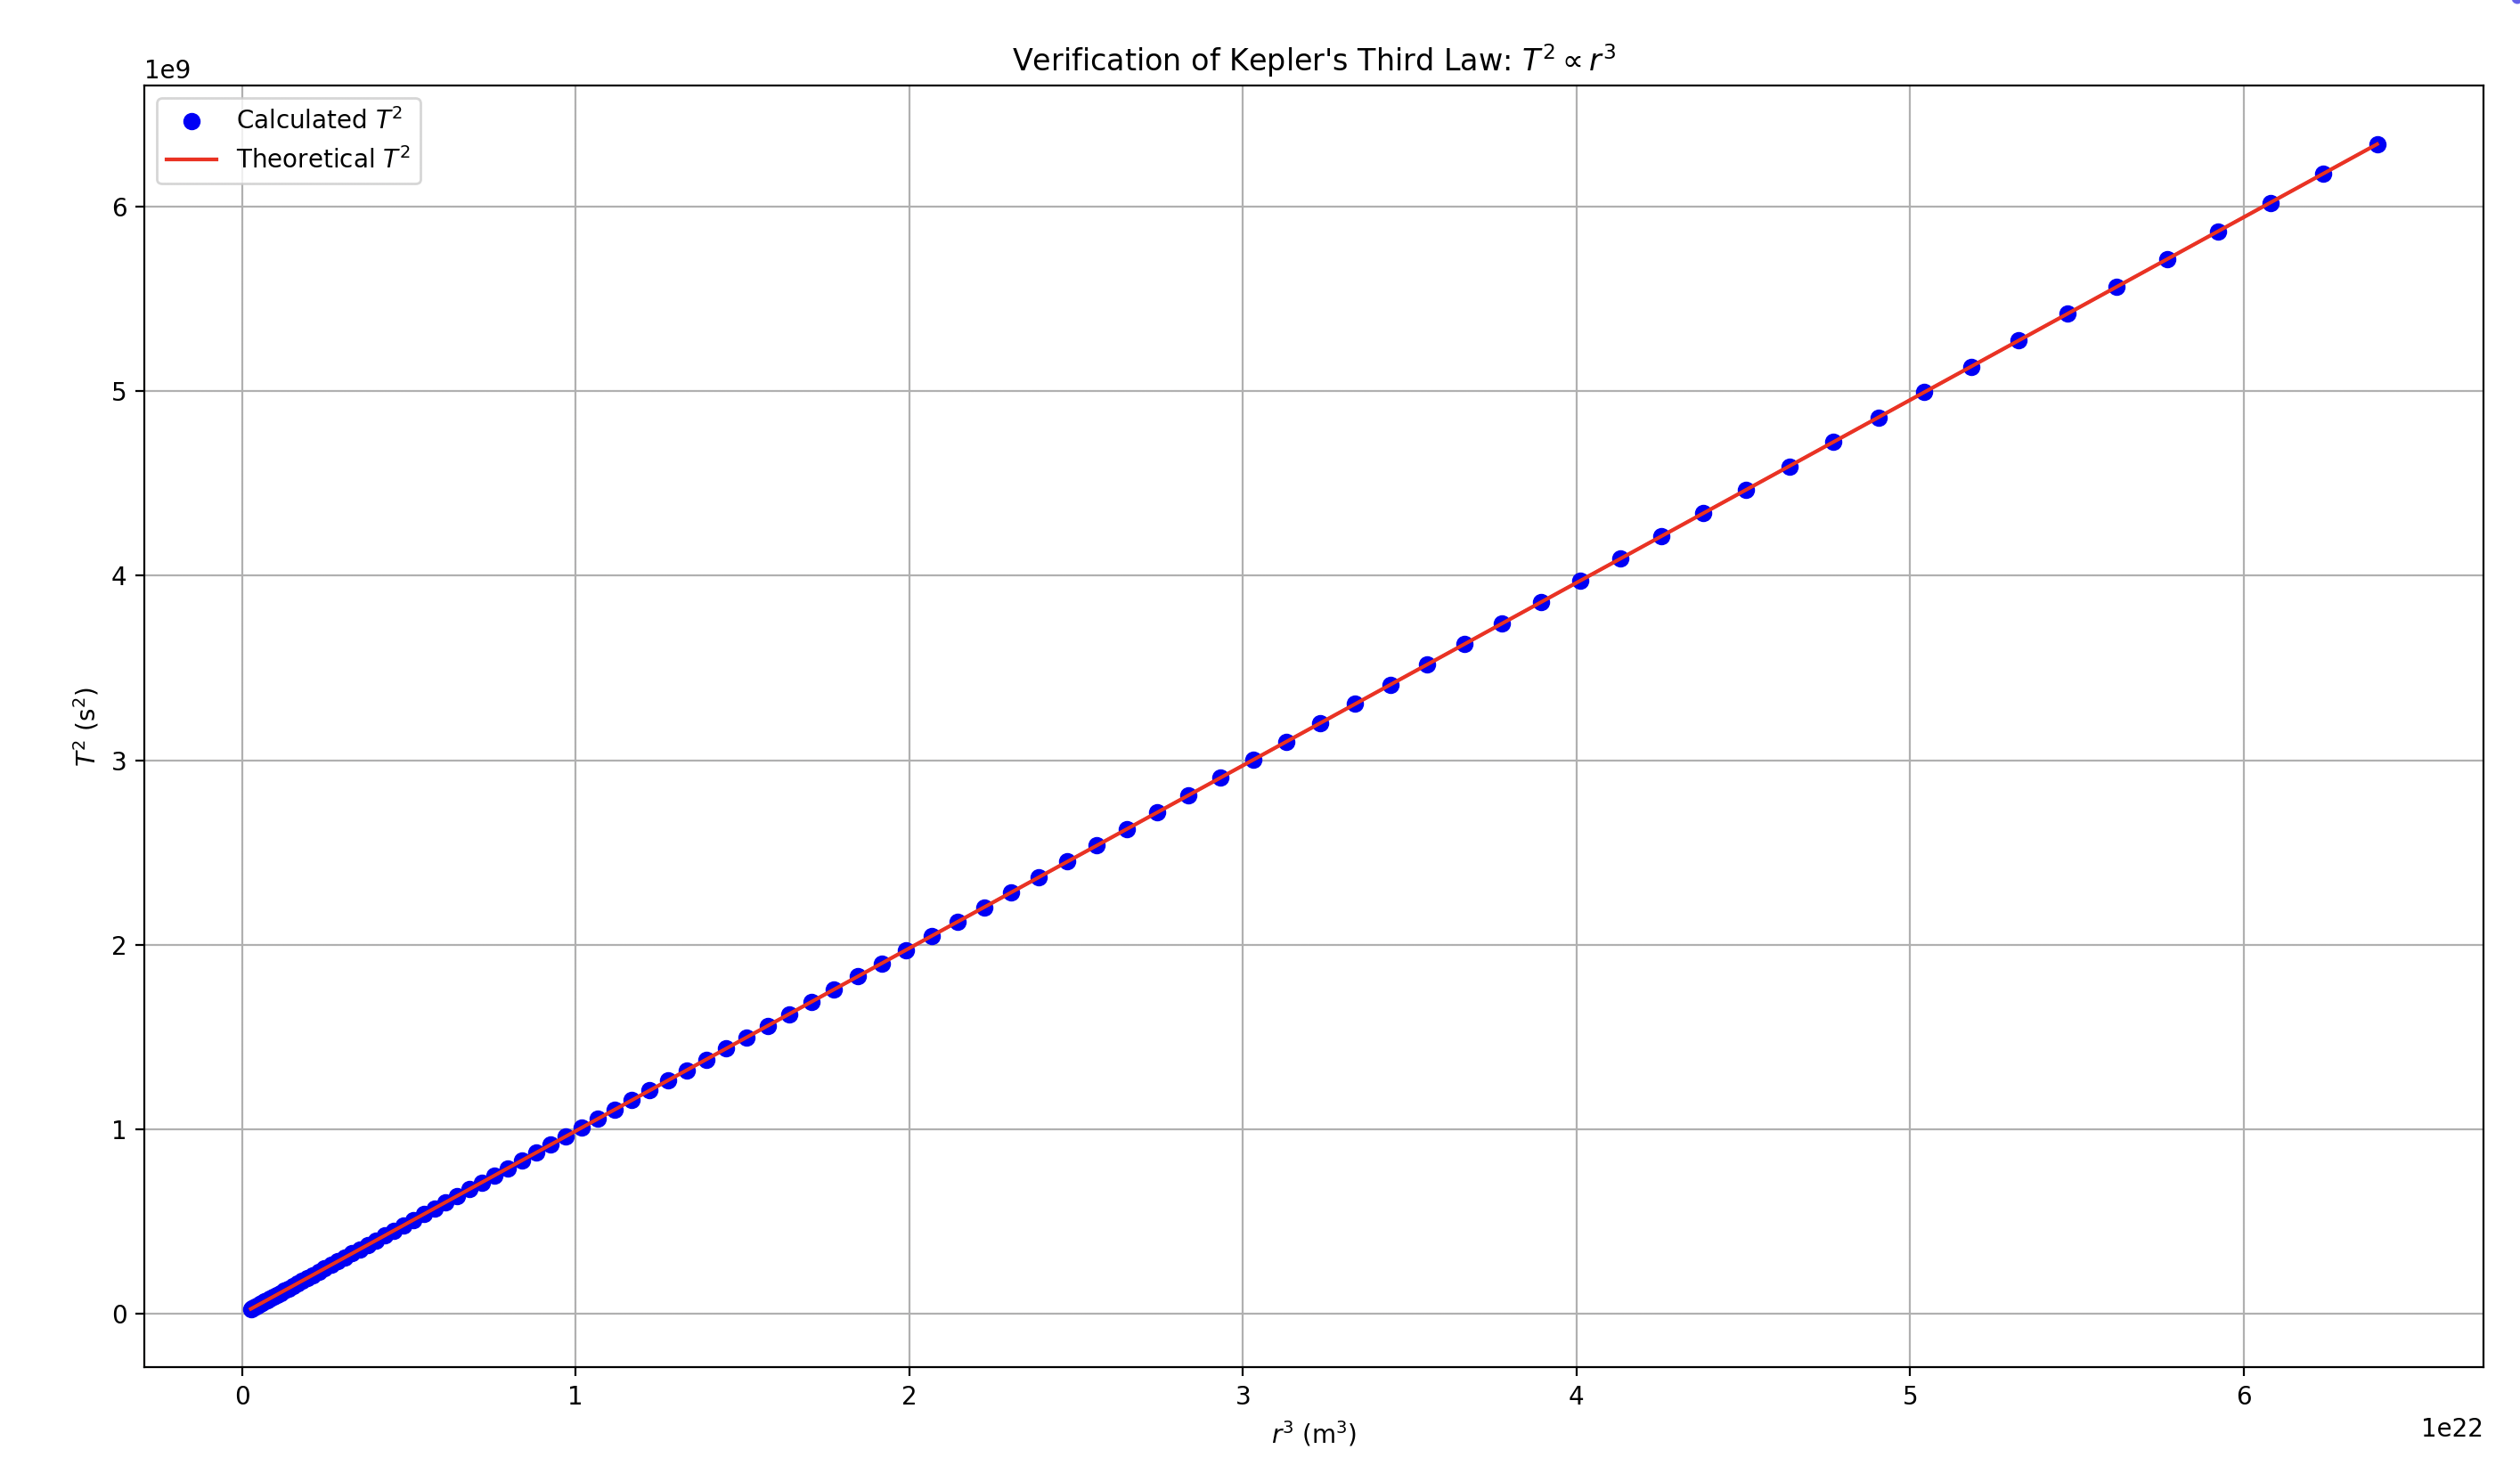 Verification of Kepler's Third Law: T² ∝ r³
1e9
Calculated T²
Theoretical T²
6
5
4
3
2
1
0
T² (s²)
0 1 2 3 4 5 6
1e22
r³ (m³)